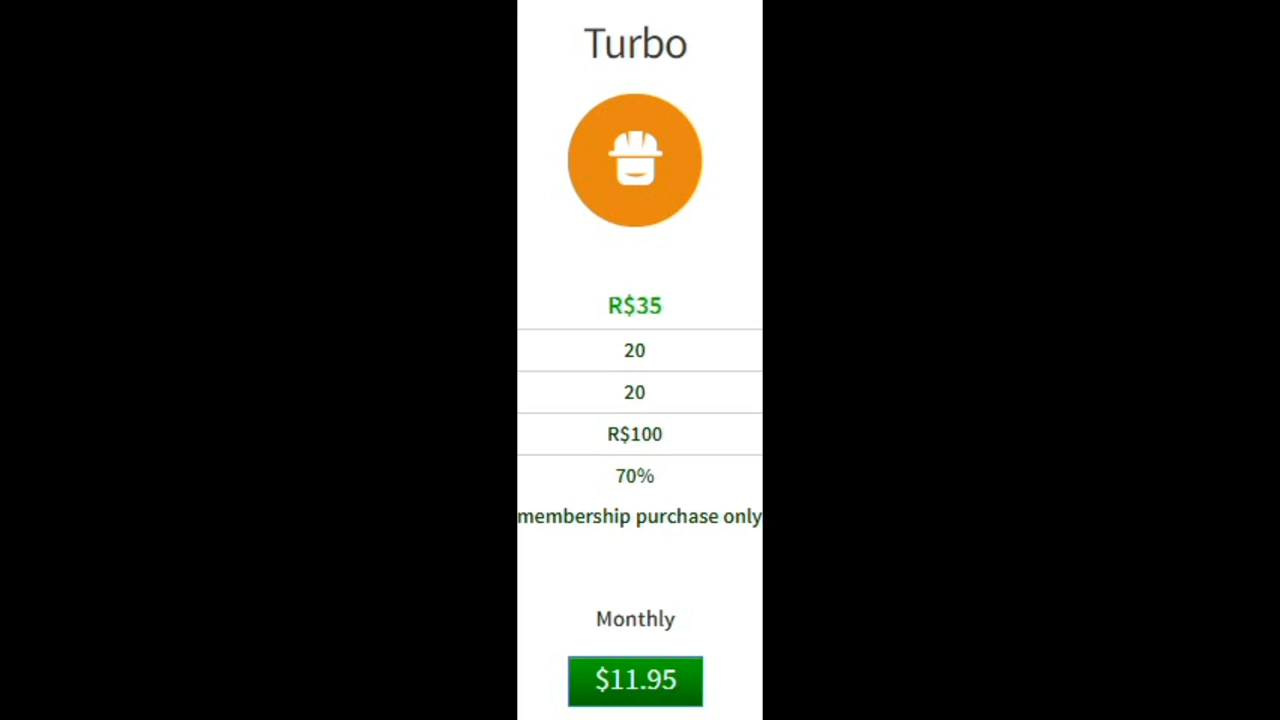 Turbo
R$35
20
20
R$100
70%
membership purchase only
Monthly
$11.95